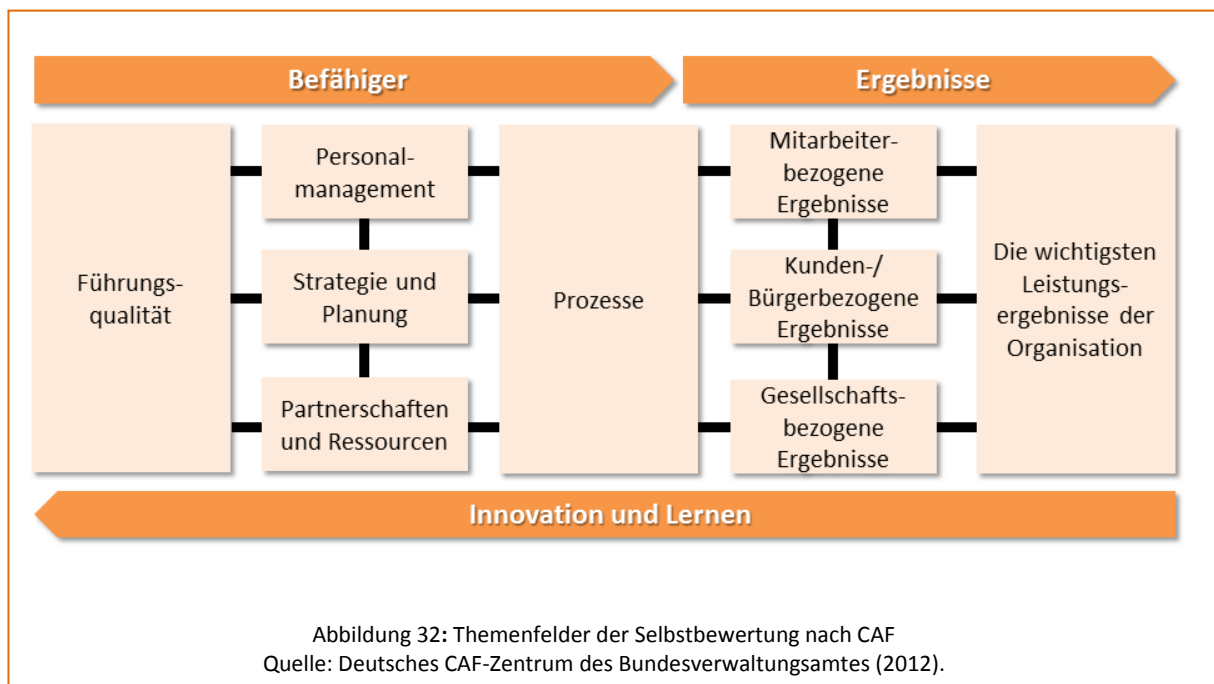 Befähiger
Ergebnisse
Führungs-
qualität
Personal-
management
Strategie und
Planung
Partnerschaften
und Ressourcen
Prozesse
Mitarbeiter-
bezogene
Ergebnisse
Kunden-/
Bürgerbezogene
Ergebnisse
Gesellschafts-
bezogene
Ergebnisse
Die wichtigsten
Leistungs-
ergebnisse der
Organisation
Innovation und Lernen
Abbildung 32: Themenfelder der Selbstbewertung nach CAF
Quelle: Deutsches CAF-Zentrum des Bundesverwaltungsamtes (2012).